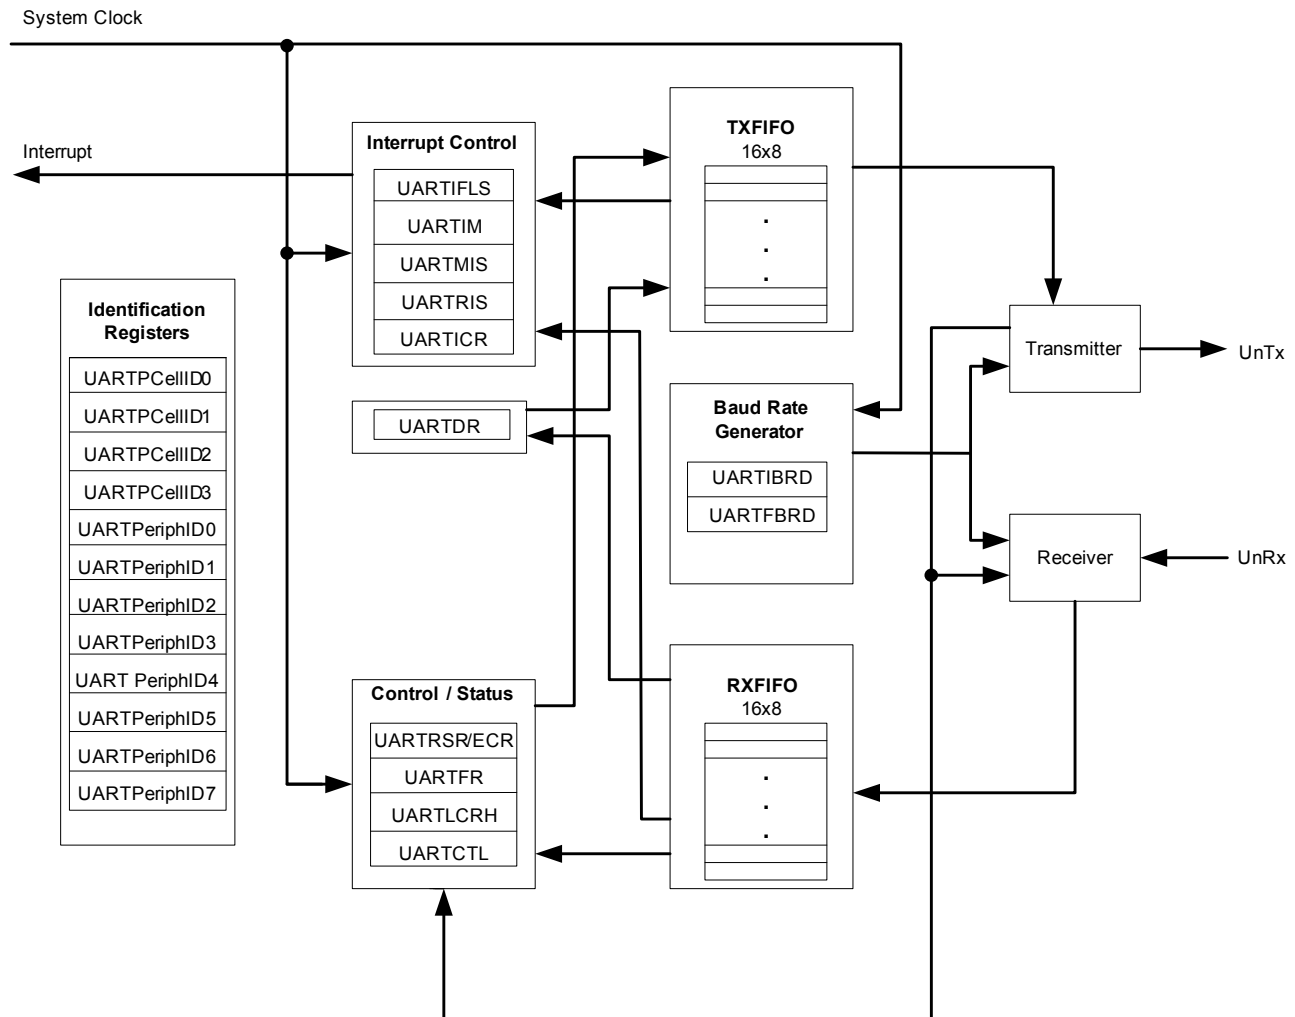 System Clock
Interrupt
Interrupt Control
UARTIFLS
UARTIM
UARTMIS
UARTRIS
UARTICR
TXFIFO
16x8
.
.
.
Identification
Registers
UARTPCellID0
UARTPCellID1
UARTPCellID2
UARTPCellID3
UARTPeriphID0
UARTPeriphID1
UARTPeriphID2
UARTPeriphID3
UART PeriphID4
UARTPeriphID5
UARTPeriphID6
UARTPeriphID7
UARTDR
Baud Rate
Generator
UARTIBRD
UARTFBRD
Transmitter
UnTx
Receiver
UnRx
Control / Status
UARTRSR/ECR
UARTFR
UARTLCRH
UARTCTL
RXFIFO
16x8
.
.
.